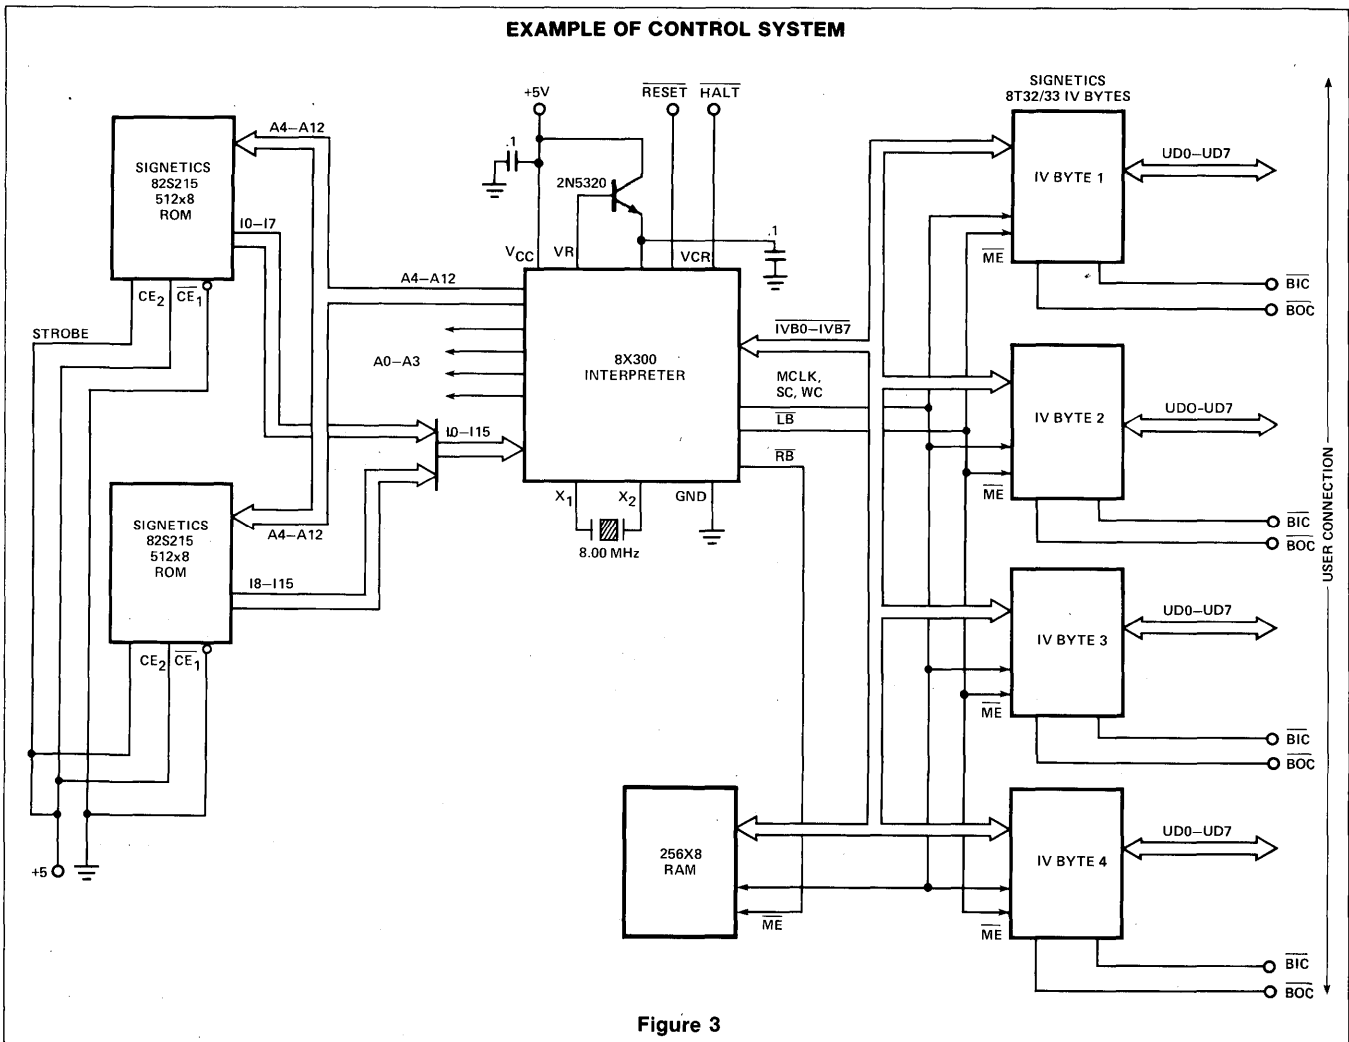 EXAMPLE OF CONTROL SYSTEM
SIGNETICS
8T32/33 IV BYTES
+5V
RESET
HALT
.1
2N5320
.1
VCC
VR
VCR
SIGNETICS
82S215
512x8
ROM
A4–A12
I0–I7
CE2
CE1
STROBE
A4–A12
A0–A3
I0–I15
8X300
INTERPRETER
IVB0–IVB7
MCLK,
SC, WC
LB
RB
X1
X2
GND
8.00 MHz
SIGNETICS
82S215
512x8
ROM
A4–A12
I8–I15
CE2
CE1
+5
256X8
RAM
ME
IV BYTE 1
UD0–UD7
ME
BIC
BOC
IV BYTE 2
UDO-UD7
ME
BIC
BOC
IV BYTE 3
UD0–UD7
ME
BIC
BOC
IV BYTE 4
UD0–UD7
ME
BIC
BOC
USER CONNECTION
Figure 3